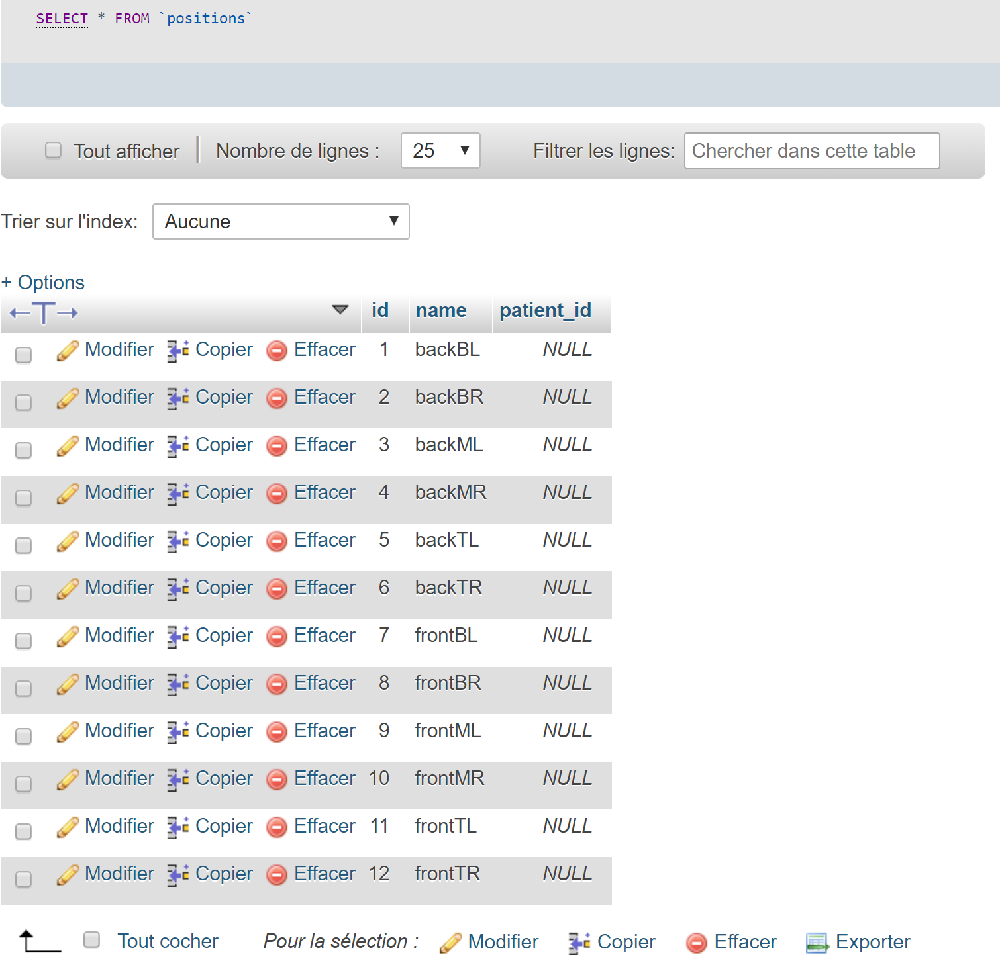 SELECT * FROM `positions`
Tout afficher Nombre de lignes : 25 Filtrer les lignes: Chercher dans cette table
Trier sur l'index: Aucune
+ Options
id name patient_id
Modifier Copier Effacer 1 backBL NULL
Modifier Copier Effacer 2 backBR NULL
Modifier Copier Effacer 3 backML NULL
Modifier Copier Effacer 4 backMR NULL
Modifier Copier Effacer 5 backTL NULL
Modifier Copier Effacer 6 backTR NULL
Modifier Copier Effacer 7 frontBL NULL
Modifier Copier Effacer 8 frontBR NULL
Modifier Copier Effacer 9 frontML NULL
Modifier Copier Effacer 10 frontMR NULL
Modifier Copier Effacer 11 frontTL NULL
Modifier Copier Effacer 12 frontTR NULL
Tout cocher Pour la sélection : Modifier Copier Effacer Exporter